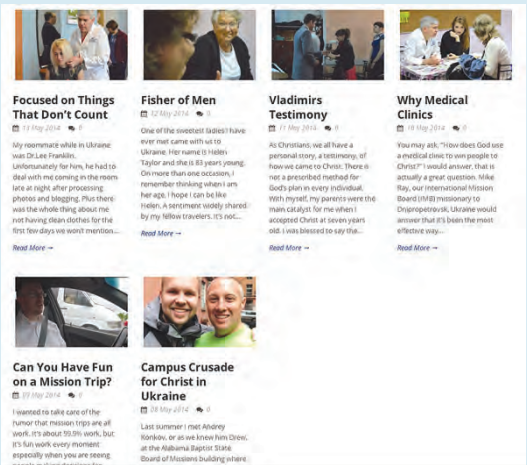 Focused on Things
That Don't Count
13 May 2014 0
My roommate while in Ukraine
was Dr.Lee Franklin.
Unfortunately for him, he had to
deal with me coming in the room
late at night after processing
photos and blogging. Plus there
was the whole thing about me
not having clean clothes for the
first few days we won't mention...
Read More →
Fisher of Men
12 May 2014 0
One of the sweetest ladies I have
ever met came with us to
Ukraine. Her name is Helen
Taylor and she is 83 years young.
On more than one occasion, I
remember thinking when I am
her age, I hope I can be like
Helen. A sentiment widely shared
by my fellow travelers. It's not...
Read More →
Vladimirs
Testimony
11 May 2014 0
As Christians, we all have a
personal story, a testimony, of
how we came to Christ. There is
not a prescribed method for
God's plan in every individual.
With myself, my parents were the
main catalyst for me when I
accepted Christ at seven years
old. I was blessed to say the...
Read More →
Why Medical
Clinics
10 May 2014 0
You may ask, "How does God use
a medical clinic to win people to
Christ?" I would answer, that is
actually a great question. Mike
Ray, our International Mission
Board (IMB) missionary to
Dnipropetrovsk, Ukraine would
answer that it's been the most
effective way...
Read More →
Can You Have Fun
on a Mission Trip?
09 May 2014 0
I wanted to take care of the
rumor that mission trips are all
work. It's about 99.9% work, but
it's fun work every moment
especially when you are seeing
Campus Crusade
for Christ in
Ukraine
08 May 2014 0
Last summer I met Andrey
Konkov, or as we knew him Drew,
at the Alabama Baptist State
Board of Missions building where